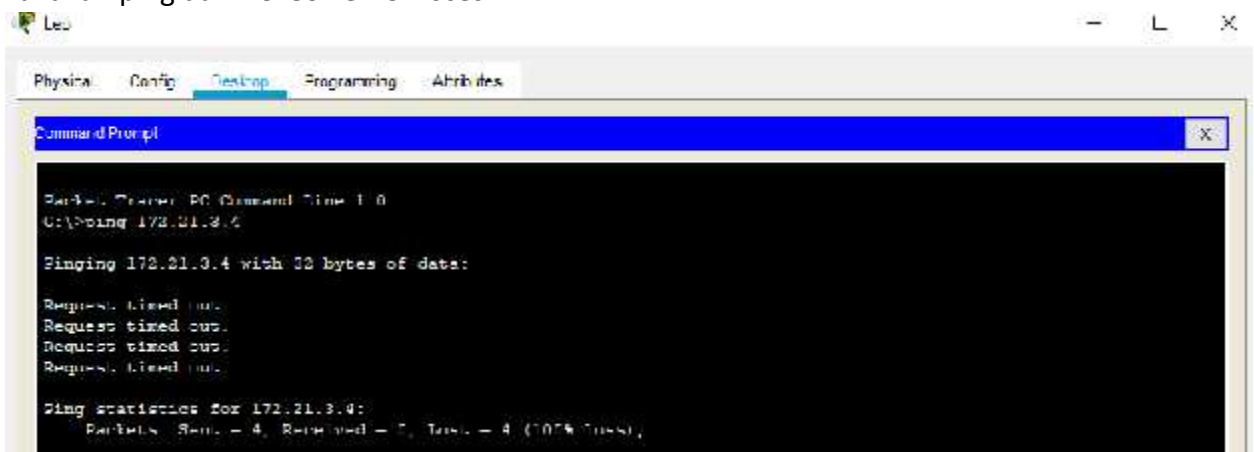 Leo
Physical Config Desktop Programming Attributes
Command Prompt X
Packet Tracer PC Command Line 1.0
C:\>ping 172.21.3.4
Pinging 172.21.3.4 with 32 bytes of data:
Request timed out.
Request timed out.
Request timed out.
Request timed out.
Ping statistics for 172.21.3.4:
Packets: Sent = 4, Received = 0, Lost = 4 (100% loss),